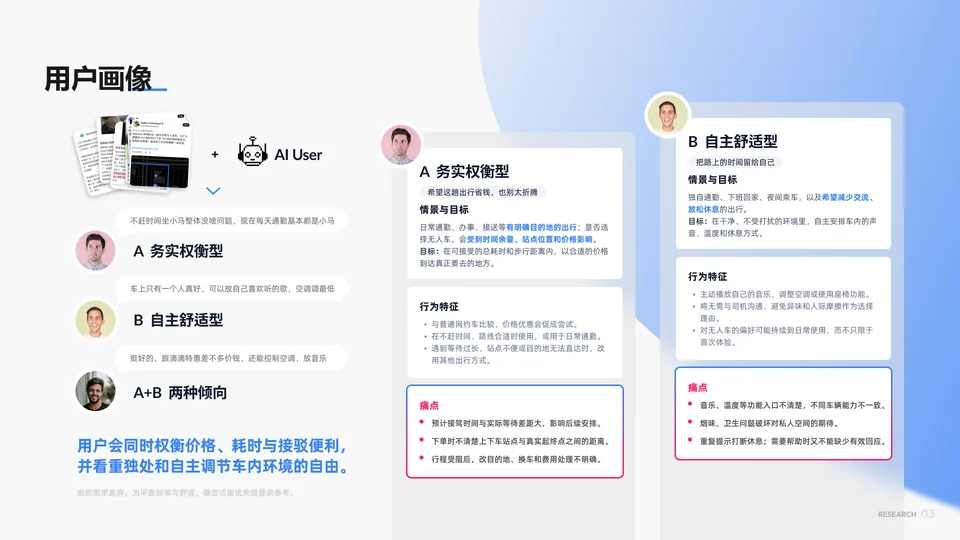 用户画像
+
AI User
不赶时间坐小马整体没啥问题，现在每天通勤基本都是小马
A 务实权衡型
车上只有一个人真好，可以放自己喜欢听的歌，空调调最低
B 自主舒适型
挺好的，跟滴滴特惠差不多价钱，还能控制空调，放音乐
A+B 两种倾向
用户会同时权衡价格、耗时与接驳便利，
并看重独处和自主调节车内环境的自由。
为平衡效率与舒适，确定功能优先级提供参考。
A 务实权衡型
希望这趟出行省钱，也别太折腾
情景与目标
日常通勤、办事、接送等有明确目的地的出行；是否选
择无人车，会受到时间余量、站点位置和价格影响。
目标：在可接受的总耗时和步行距离内，以合适的价格
到达真正要去的地方。
行为特征
• 与普通网约车比较，价格优惠会促成尝试。
• 在不赶时间、路线合适时使用，或用于日常通勤。
• 遇到等待过长、站点不便或目的地无法直达时，改
用其他出行方式。
痛点
• 预计接驾时间与实际等待差距大，影响后续安排。
• 下单时不清楚上下车站点与真实起终点之间的距离。
• 行程受阻后，改目的地、换车和费用处理不明确。
B 自主舒适型
把路上的时间留给自己
情景与目标
独自通勤、下班回家、夜间乘车，以及希望减少交流、
放松休息的出行。
目标：在干净、不受打扰的环境里，自主安排车内的声
音、温度和休息方式。
行为特征
• 主动播放自己的音乐、调整空调或使用座椅功能。
• 将无需与司机沟通、避免异味和人际摩擦作为选择
理由。
• 对无人车的偏好可能持续到日常使用，而不只限于
首次体验。
痛点
• 音乐、温度等功能入口不清楚，不同车辆能力不一致。
• 烟味、卫生问题破坏对私人空间的期待。
• 重复提示打断休息；需要帮助时又不能缺少有效回应。
RESEARCH 03